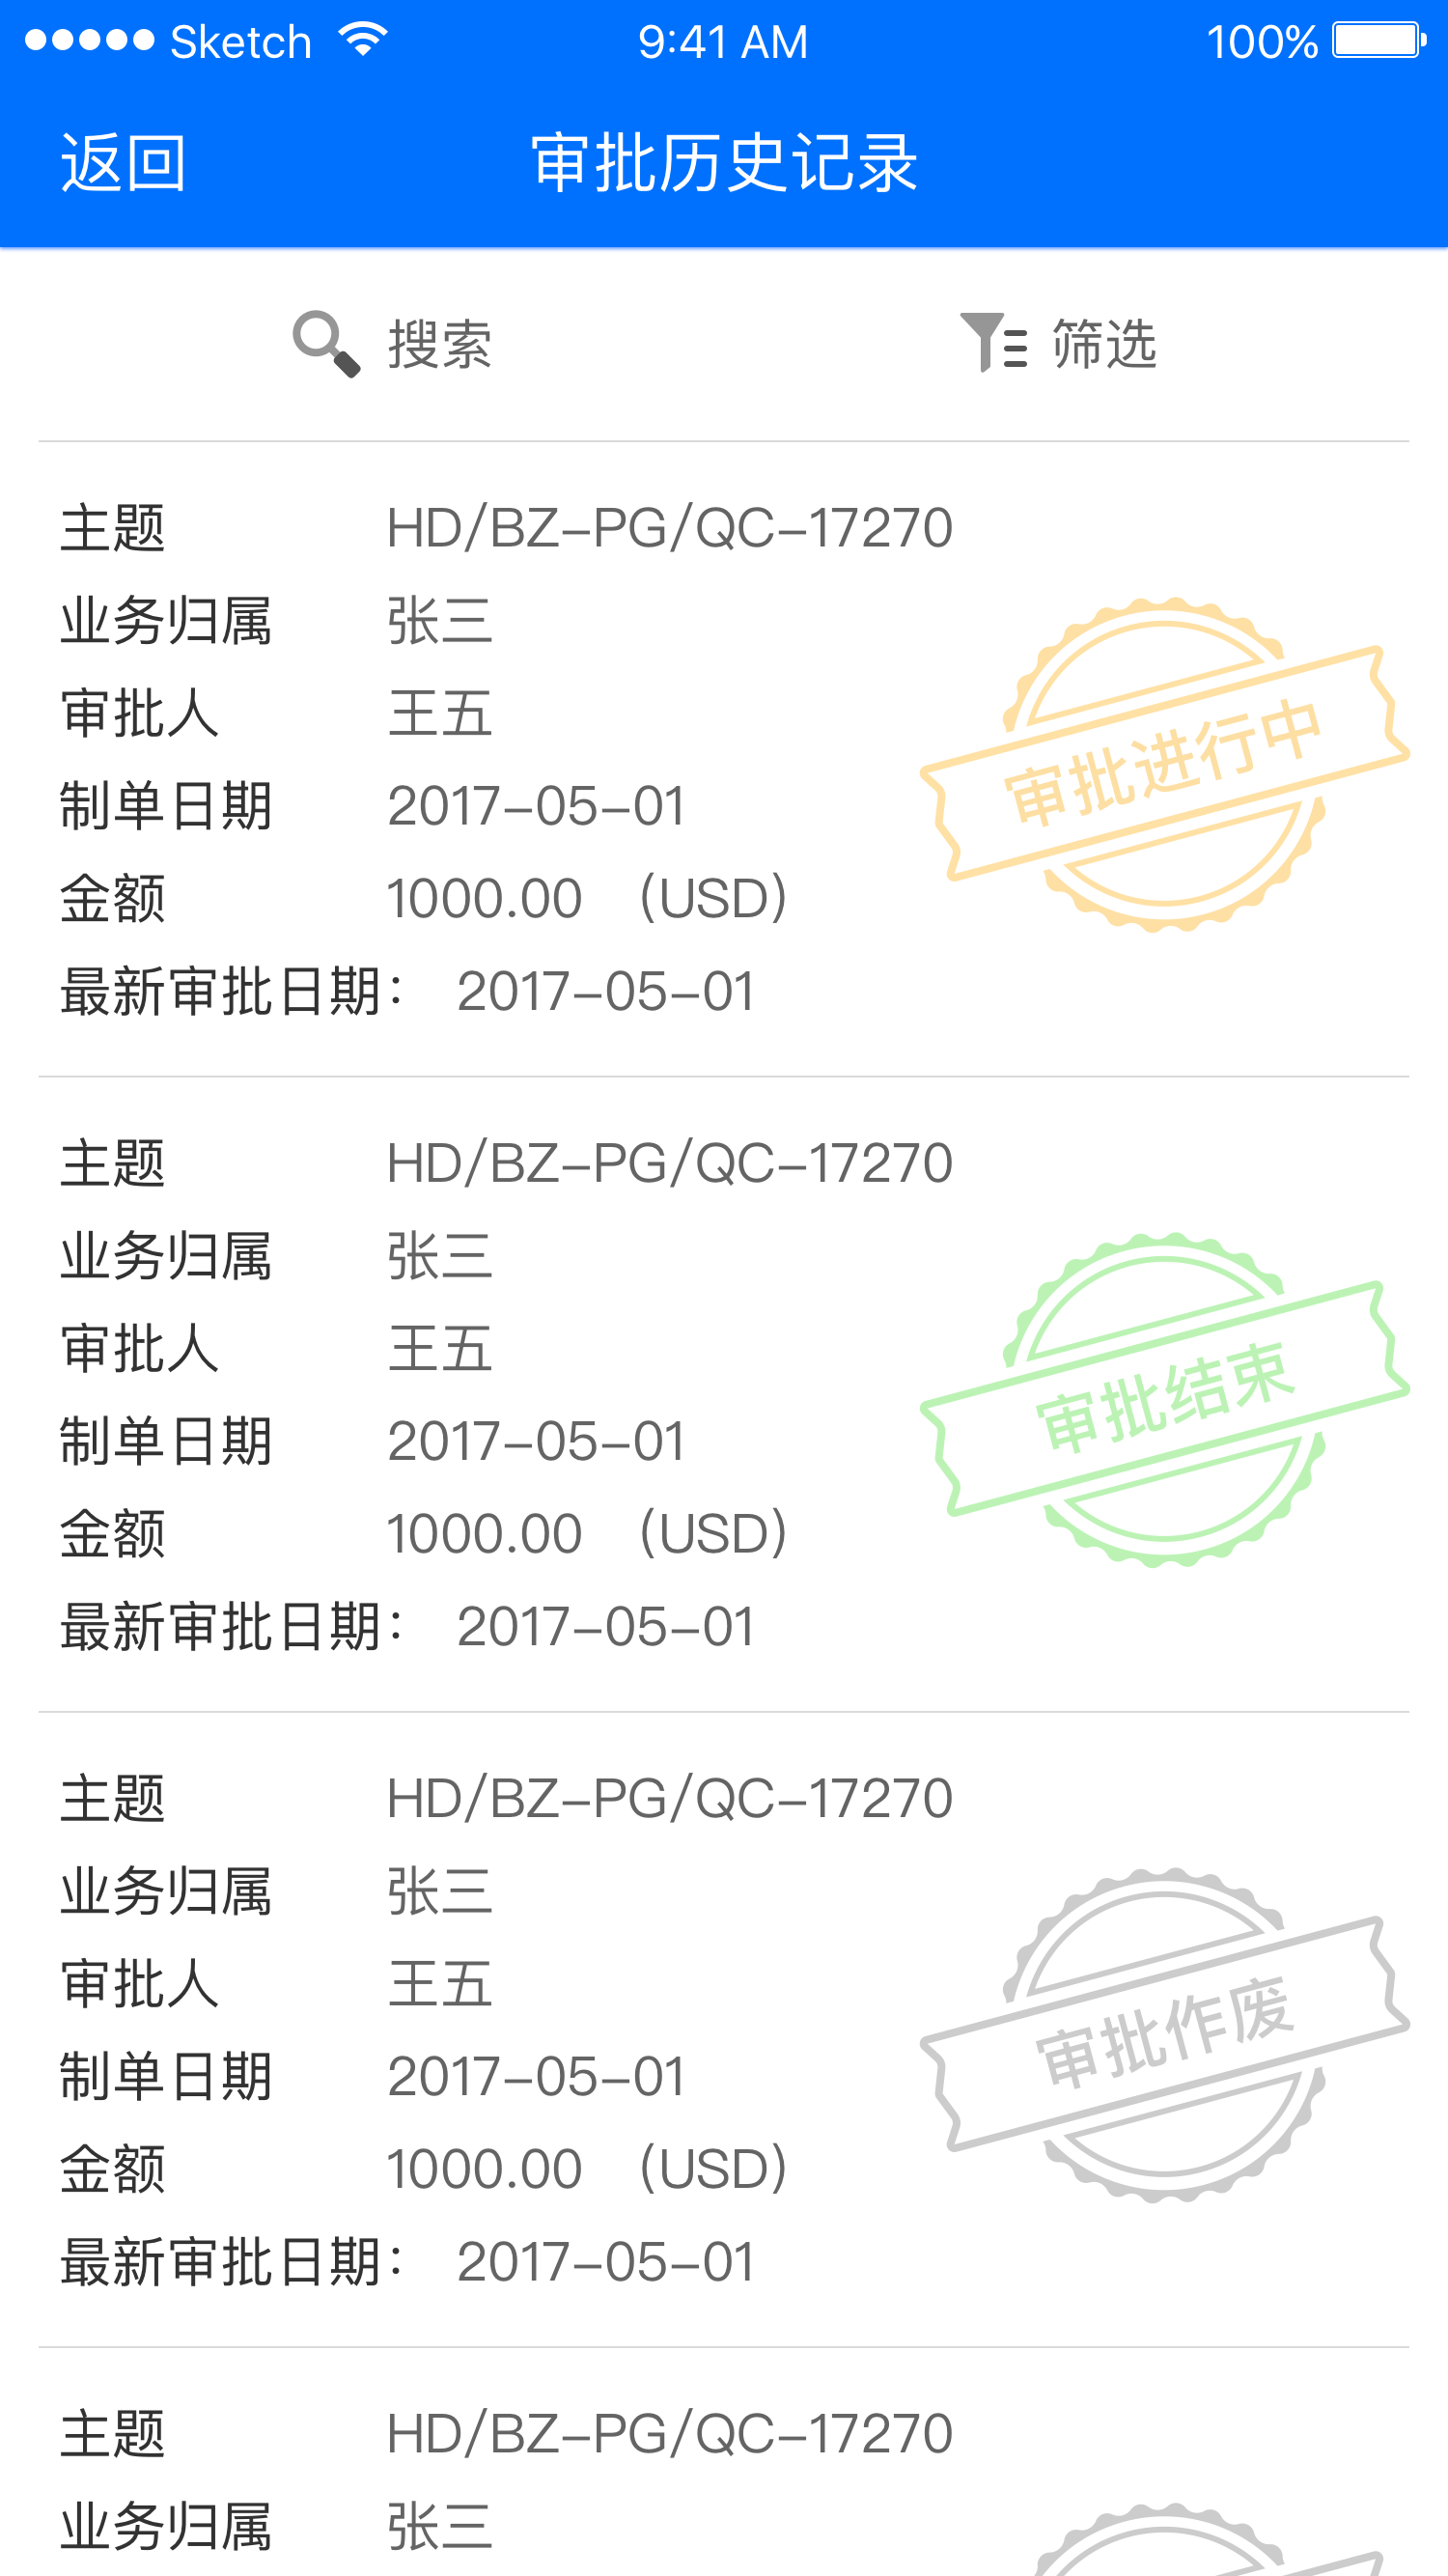 Sketch 9:41 AM 100%
返回 审批历史记录
搜索 筛选
主题 HD/BZ-PG/QC-17270
业务归属 张三
审批人 王五
制单日期 2017-05-01
金额 1000.00 (USD)
最新审批日期: 2017-05-01
审批进行中
主题 HD/BZ-PG/QC-17270
业务归属 张三
审批人 王五
制单日期 2017-05-01
金额 1000.00 (USD)
最新审批日期: 2017-05-01
审批结束
主题 HD/BZ-PG/QC-17270
业务归属 张三
审批人 王五
制单日期 2017-05-01
金额 1000.00 (USD)
最新审批日期: 2017-05-01
审批作废
主题 HD/BZ-PG/QC-17270
业务归属 张三